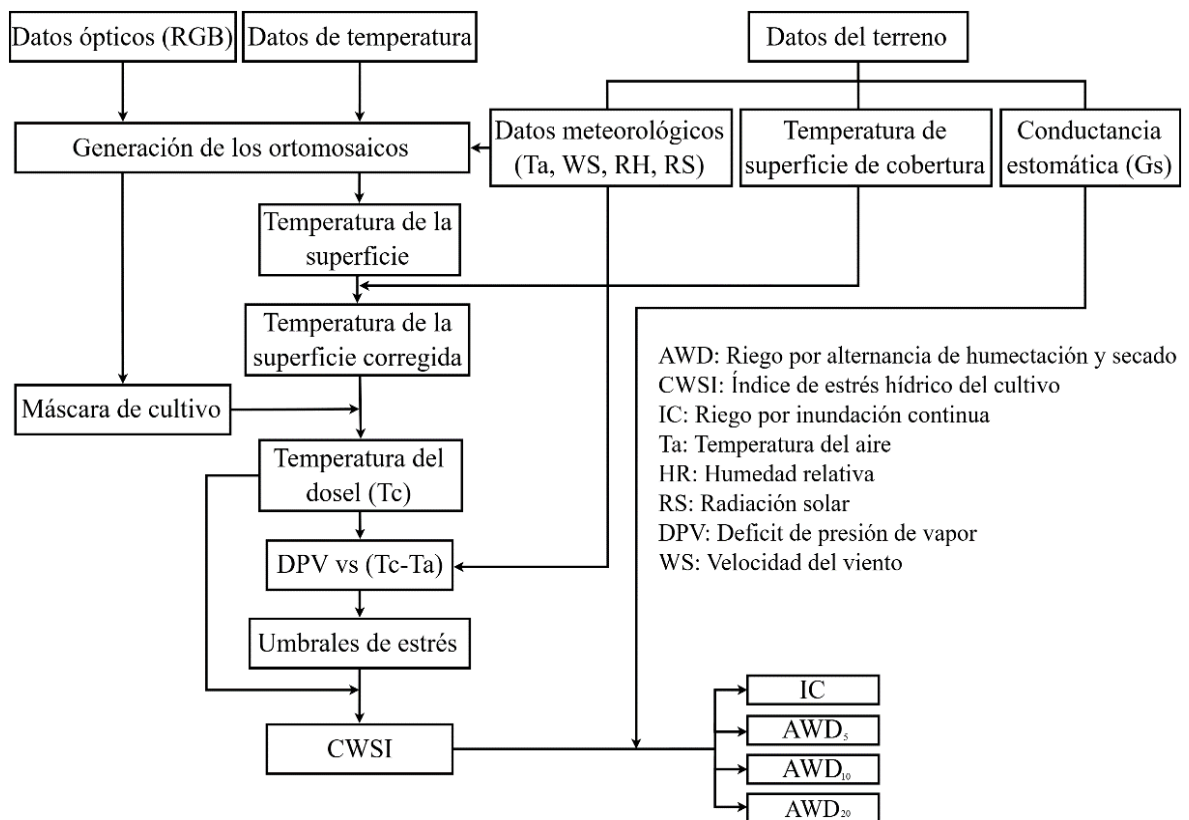 Datos ópticos (RGB)
Datos de temperatura
Datos del terreno
Generación de los ortomosaicos
Datos meteorológicos
(Ta, WS, RH, RS)
Temperatura de
superficie de cobertura
Conductancia
estomática (Gs)
Temperatura de la
superficie
Temperatura de la
superficie corregida
Máscara de cultivo
Temperatura del
dosel (Tc)
DPV vs (Tc-Ta)
Umbrales de estrés
CWSI
AWD: Riego por alternancia de humectación y secado
CWSI: Índice de estrés hídrico del cultivo
IC: Riego por inundación continua
Ta: Temperatura del aire
HR: Humedad relativa
RS: Radiación solar
DPV: Deficit de presión de vapor
WS: Velocidad del viento
IC
AWD₅
AWD₁₀
AWD₂₀